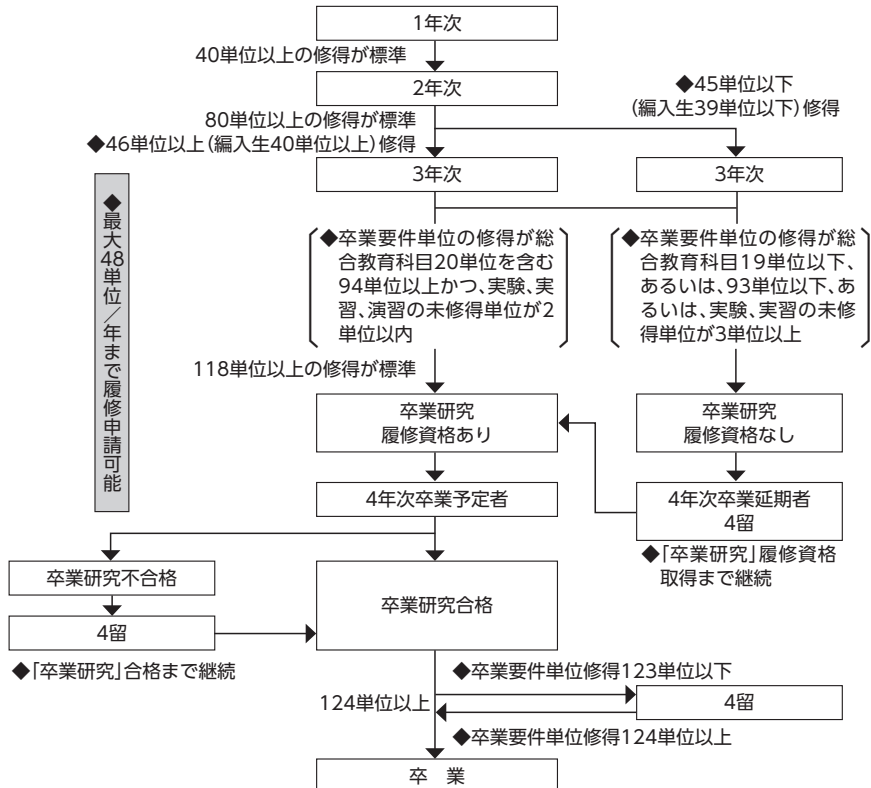 1年次
40単位以上の修得が標準
2年次
80単位以上の修得が標準
◆46単位以上(編入生40単位以上)修得
◆45単位以下
(編入生39単位以下)修得
3年次
3年次
◆最大48単位/年まで履修申請可能
◆卒業要件単位の修得が総
合教育科目20単位を含む
94単位以上かつ、実験、実
習、演習の未修得単位が2
単位以内
◆卒業要件単位の修得が総
合教育科目19単位以下、
あるいは、93単位以下、あ
るいは、実験、実習の未修
得単位が3単位以上
118単位以上の修得が標準
卒業研究
履修資格あり
卒業研究
履修資格なし
4年次卒業予定者
4年次卒業延期者
4留
◆「卒業研究」履修資格
取得まで継続
卒業研究不合格
卒業研究合格
4留
◆「卒業研究」合格まで継続
◆卒業要件単位修得123単位以下
124単位以上
4留
◆卒業要件単位修得124単位以上
卒 業